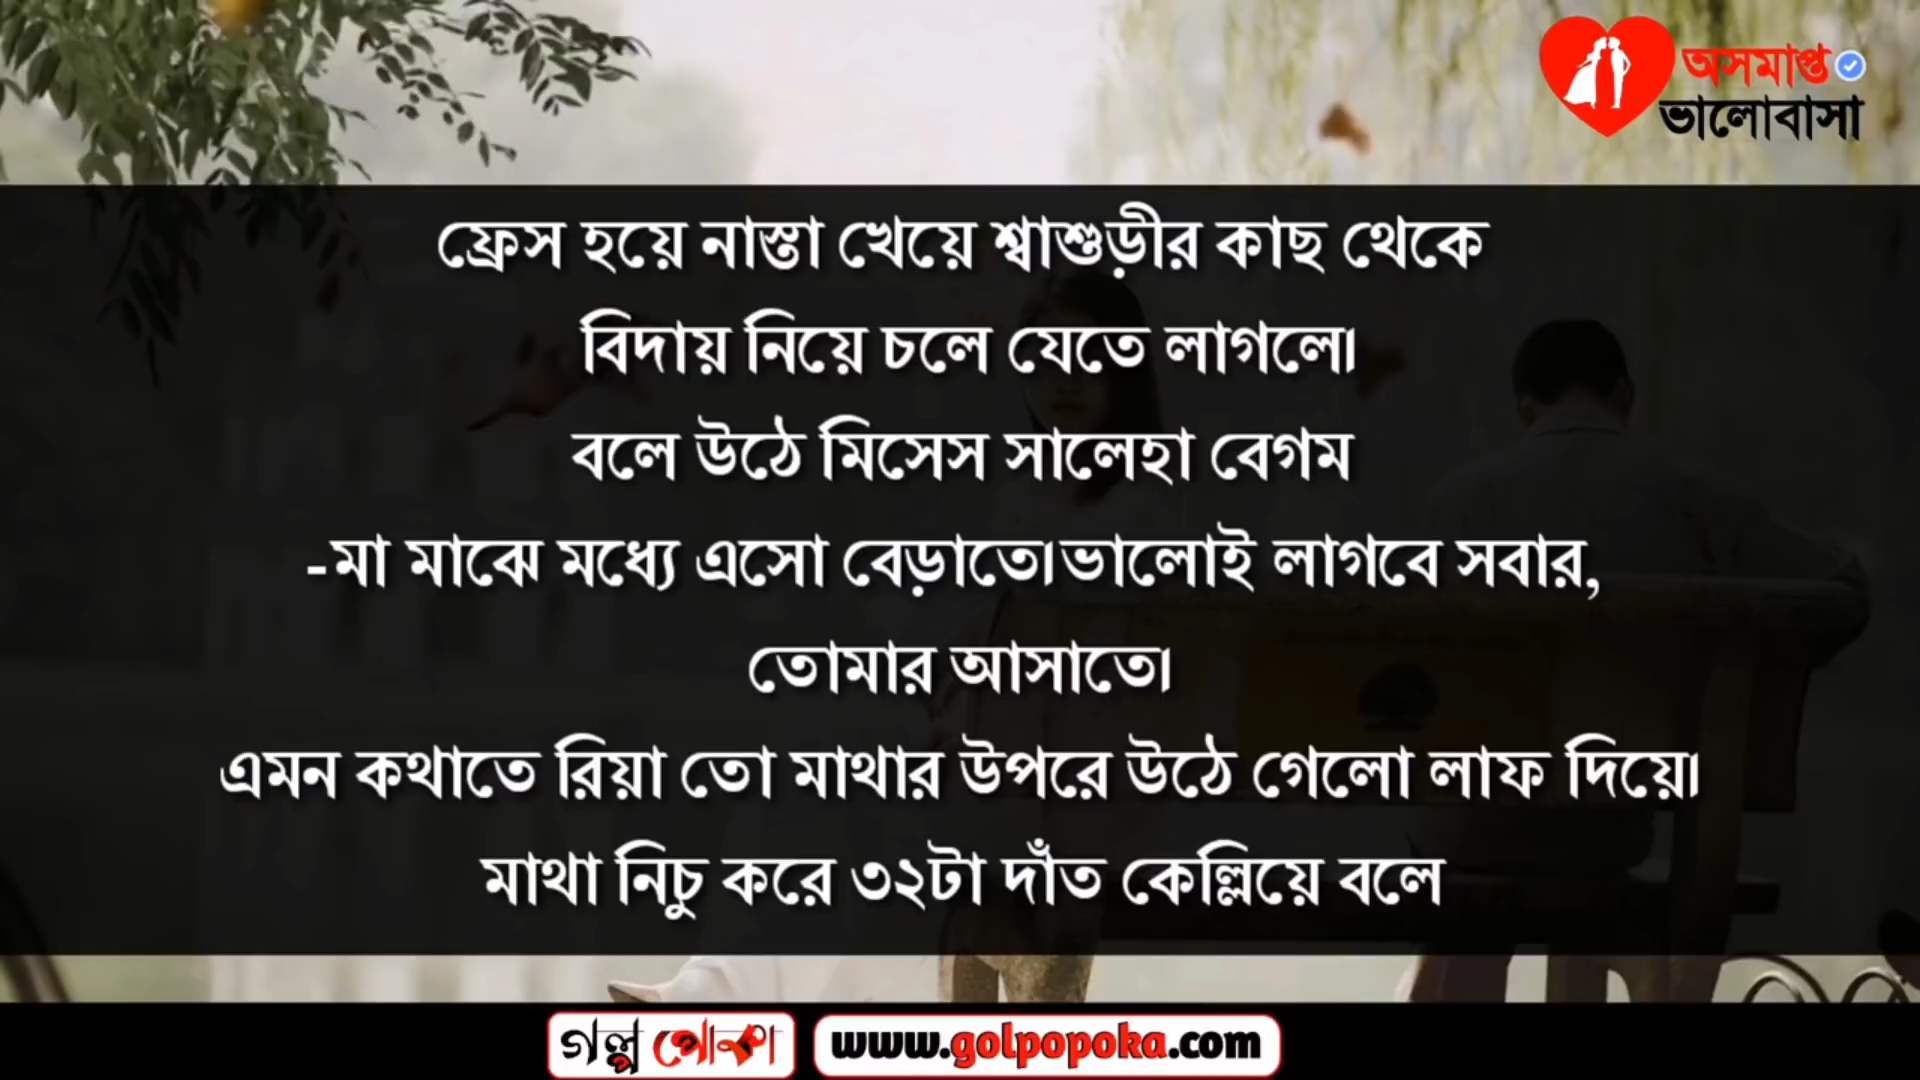 অসমাপ্ত
ভালোবাসা
ফ্রেস হয়ে নাস্তা খেয়ে শ্বাশুড়ীর কাছ থেকে
বিদায় নিয়ে চলে যেতে লাগলে।
বলে উঠে মিসেস সালেহা বেগম
-মা মাঝে মধ্যে এসো বেড়াতে।ভালোই লাগবে সবার,
তোমার আসাতে।
এমন কথাতে রিয়া তো মাথার উপরে উঠে গেলো লাফ দিয়ে।
মাথা নিচু করে ৩২টা দাঁত কেল্লিয়ে বলে
গল্প পোকা www.golpopoka.com